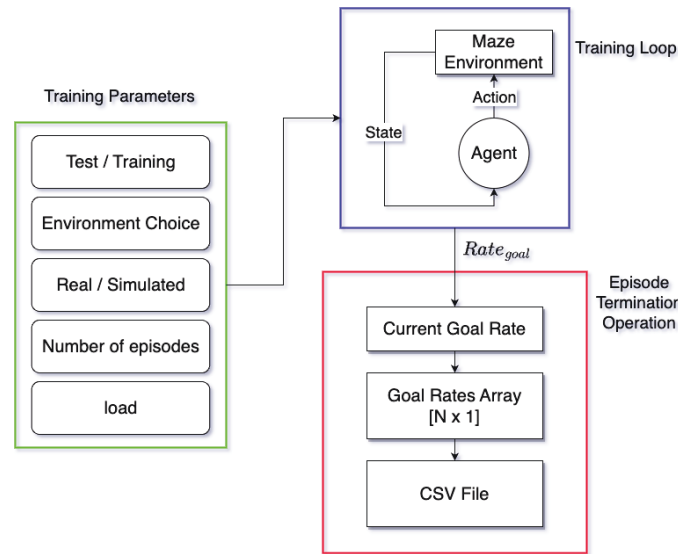 Training Parameters
Test / Training
Environment Choice
Real / Simulated
Number of episodes
load
Maze
Environment
Training Loop
Action
State
Agent
Rate_goal
Episode
Termination
Operation
Current Goal Rate
Goal Rates Array
[N x 1]
CSV File